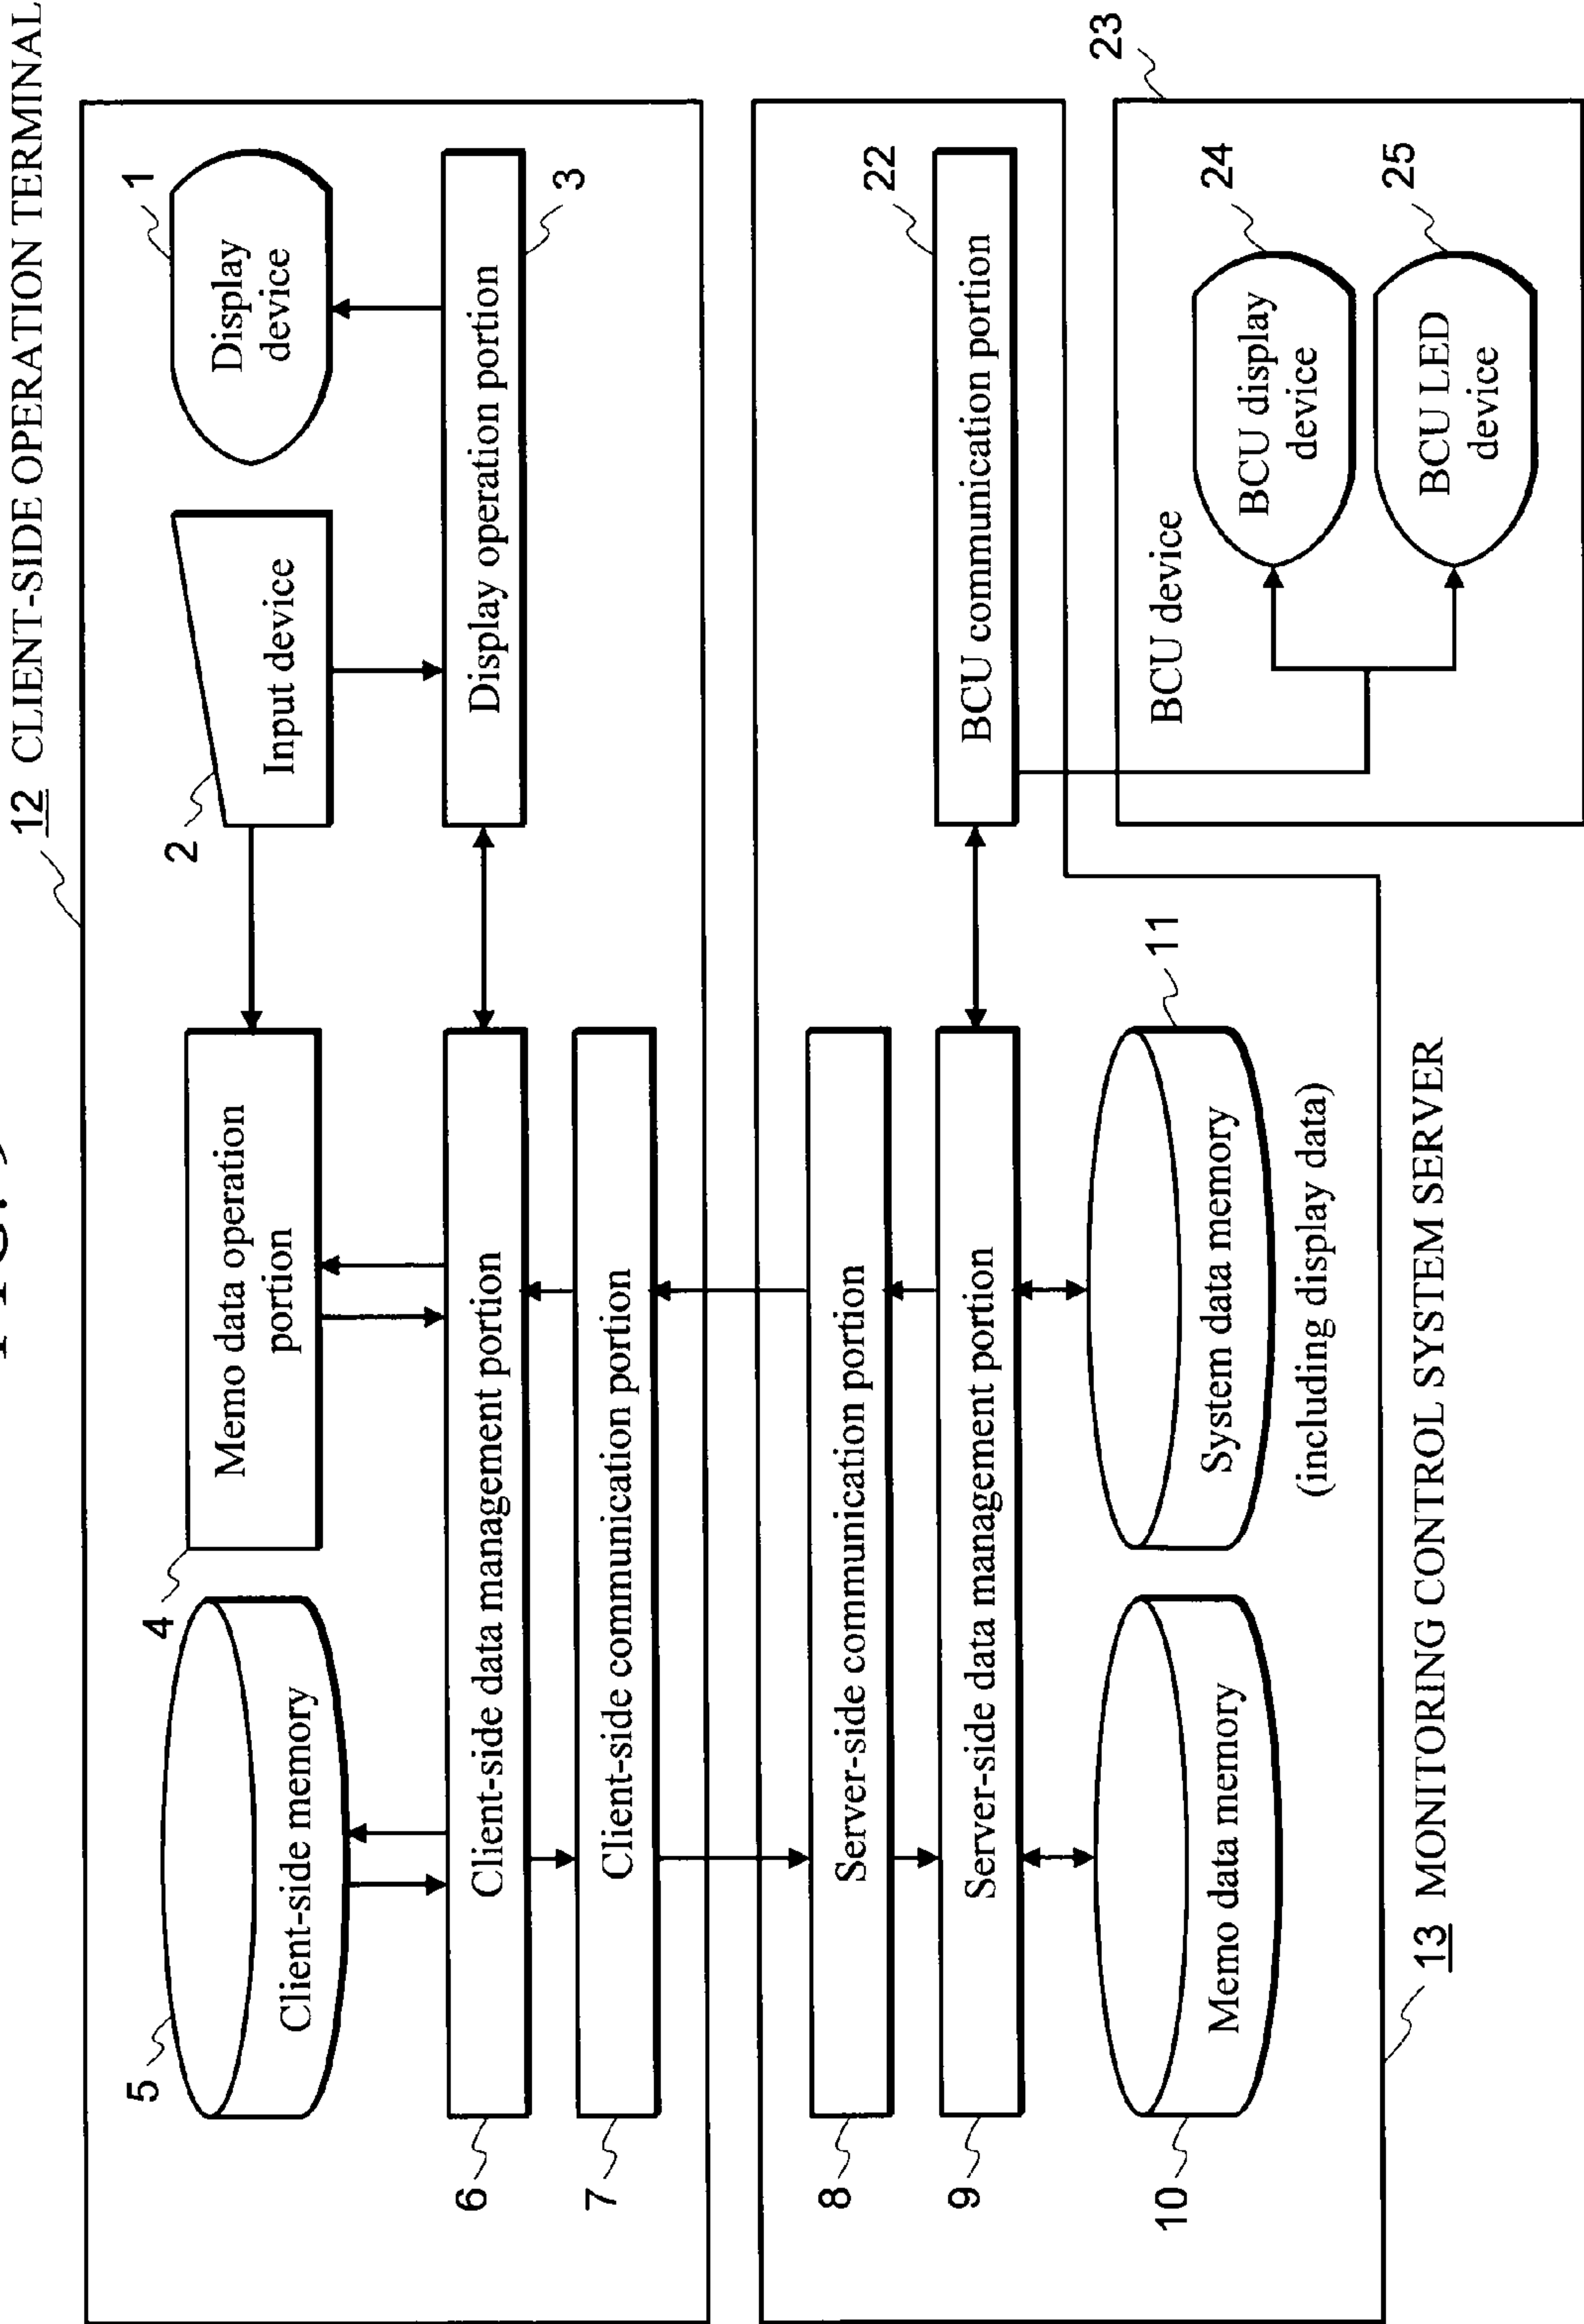 12 CLIENT-SIDE OPERATION TERMINAL
5
4
2
1
Client-side memory
Memo data operation
portion
Input device
Display
device
6
Client-side data management portion
Display operation portion
3
7
Client-side communication portion
8
Server-side communication portion
9
Server-side data management portion
BCU communication portion
22
10
Memo data memory
System data memory
11
(including display data)
13 MONITORING CONTROL SYSTEM SERVER
23
BCU device
BCU display
device
24
BCU LED
device
25